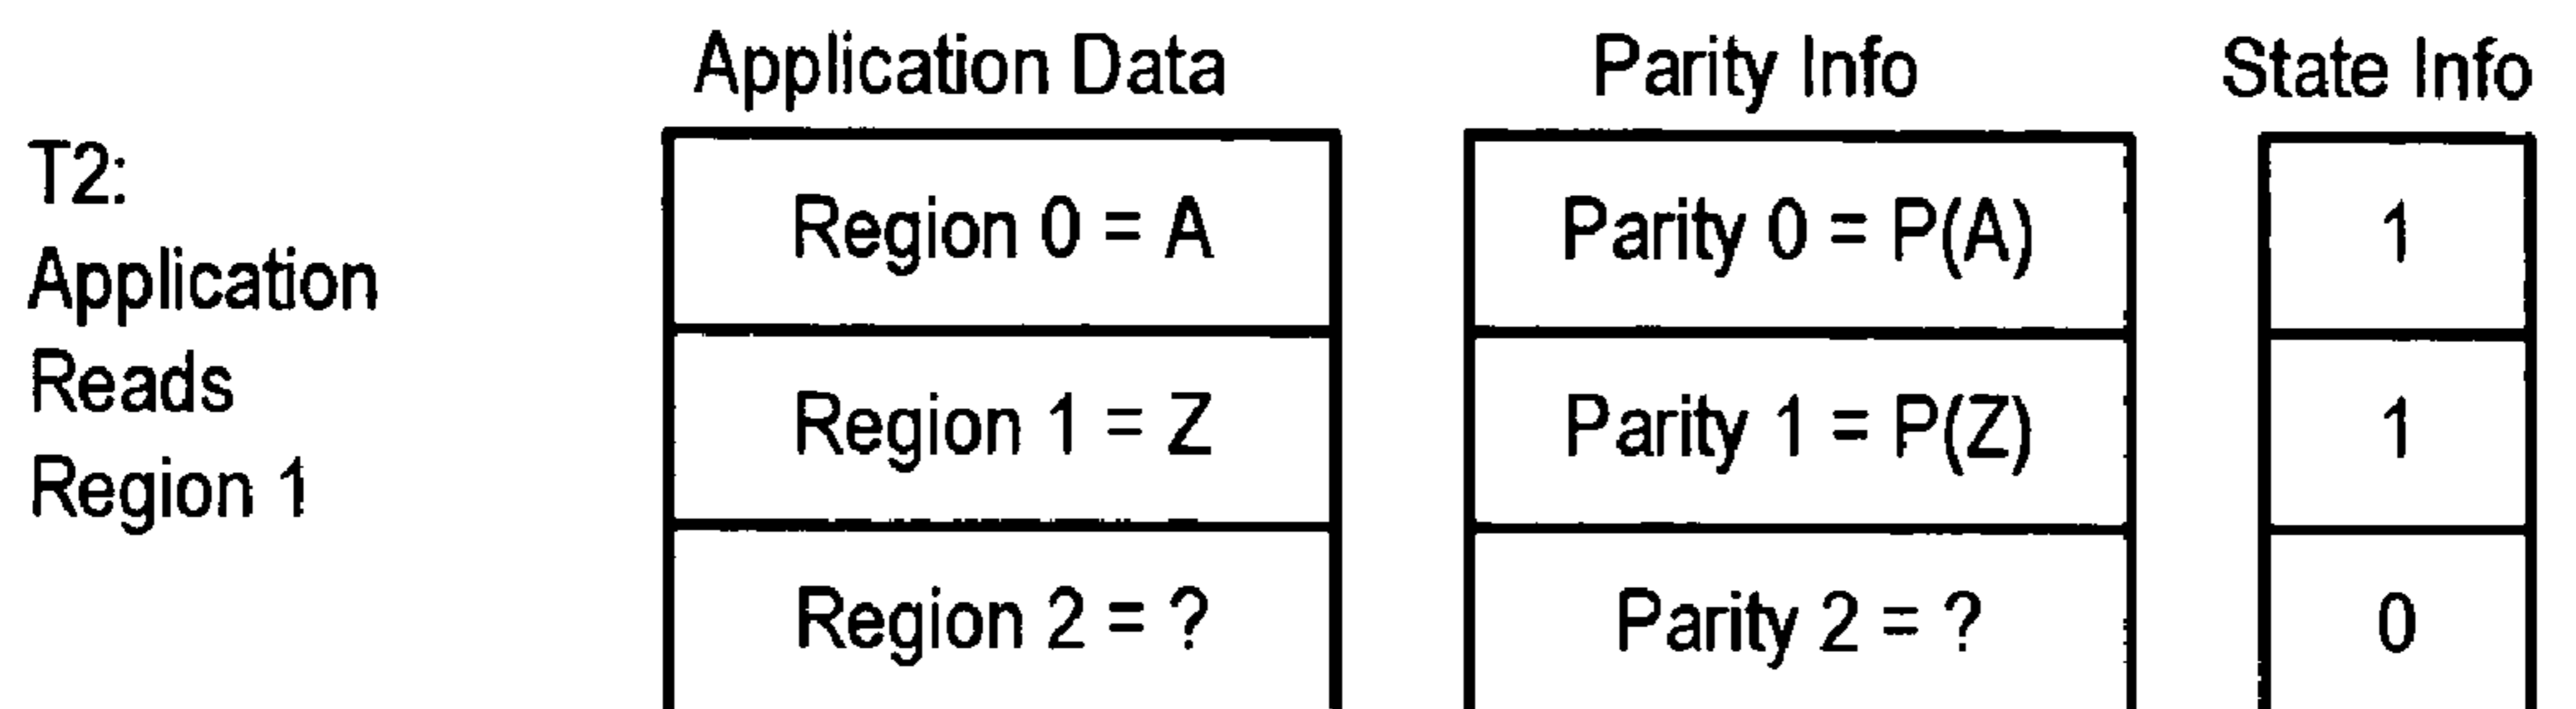 Application Data Parity Info State Info
T2:
Application
Reads
Region 1
Region 0 = A Parity 0 = P(A) 1
Region 1 = Z Parity 1 = P(Z) 1
Region 2 = ? Parity 2 = ? 0